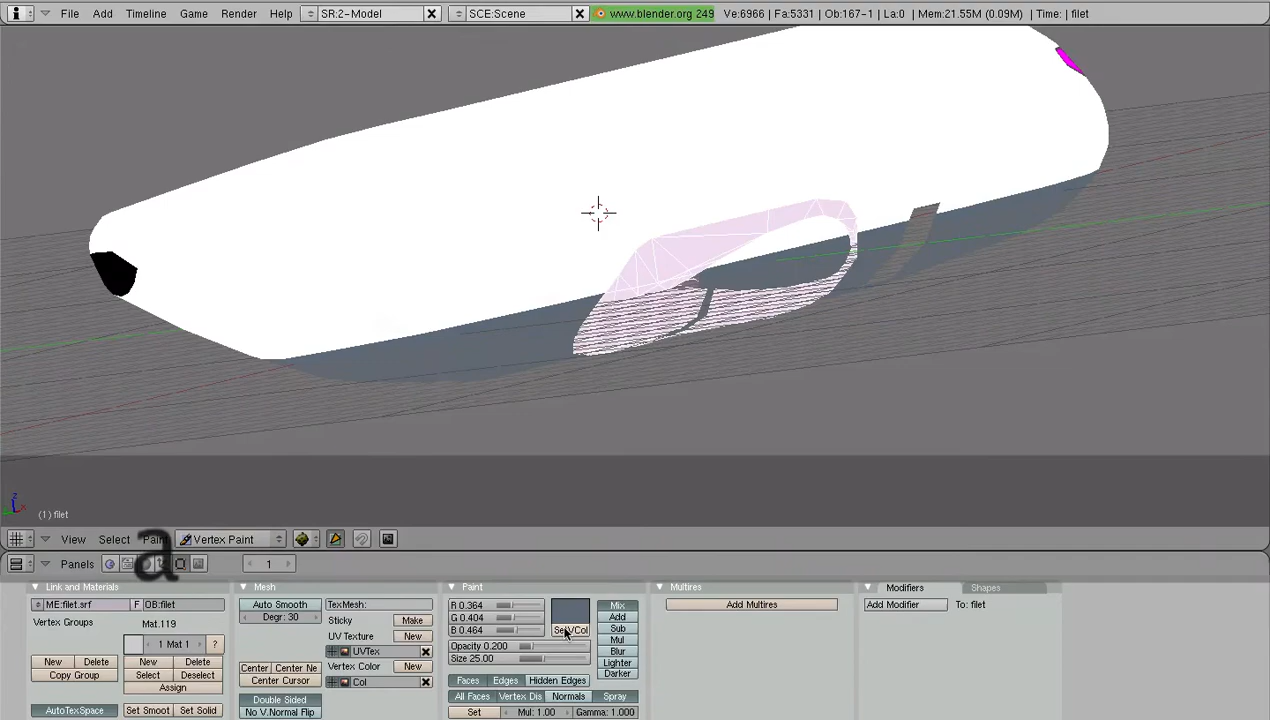 File Add Timeline Game Render Help SR:2-Model SCE:Scene www.blender.org 249 Ve:6966 | Fa:5331 | Ob:167-1 | La:0 | Mem:21.55M (0.09M) | Time: | filet
(1) filet
View Select Paint Vertex Paint
a
Panels 1
Link and Materials
ME:filet.srf F OB:filet
Vertex Groups Mat.119
1 Mat 1 ?
New Delete New Delete
Copy Group Select Deselect
Assign
AutoTexSpace Set Smoot Set Solid
Mesh
Auto Smooth TexMesh:
Degr: 30 Sticky Make
UV Texture New
UVTex
Center Center Ne Vertex Color New
Center Cursor Col
Double Sided
No V.Normal Flip
Paint
R 0.364 Mix
G 0.404 Add
B 0.464 SetVCol Sub
Mul
Opacity 0.200 Blur
Size 25.00 Lighter
Darker
Faces Edges Hidden Edges
All Faces Vertex Dis Normals Spray
Set Mul: 1.00 Gamma: 1.000
Multires
Add Multires
Modifiers Shapes
Add Modifier To: filet